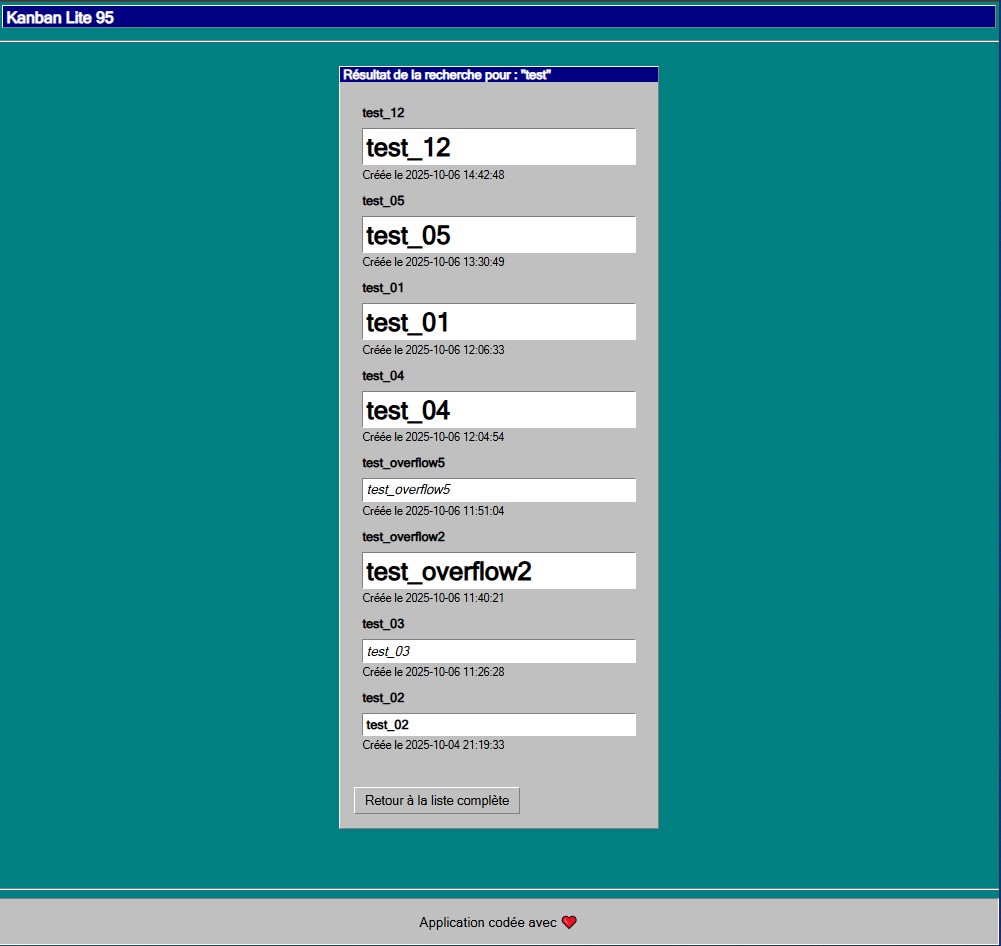 Kanban Lite 95
Résultat de la recherche pour : "test"
test_12
test_12
Créée le 2025-10-06 14:42:48
test_05
test_05
Créée le 2025-10-06 13:30:49
test_01
test_01
Créée le 2025-10-06 12:06:33
test_04
test_04
Créée le 2025-10-06 12:04:54
test_overflow5
test_overflow5
Créée le 2025-10-06 11:51:04
test_overflow2
test_overflow2
Créée le 2025-10-06 11:40:21
test_03
test_03
Créée le 2025-10-06 11:26:28
test_02
test_02
Créée le 2025-10-04 21:19:33
Retour à la liste complète
Application codée avec ❤️